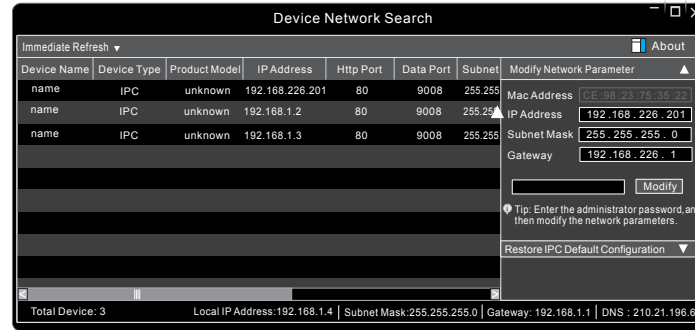 Device Network Search
Immediate Refresh ▼
About
Device Name Device Type Product Model IP Address Http Port Data Port Subnet
name IPC unknown 192.168.226.201 80 9008 255.255
name IPC unknown 192.168.1.2 80 9008 255.255
name IPC unknown 192.168.1.3 80 9008 255.255
Modify Network Parameter
Mac Address CE :98 :23 :75 :35 :22
IP Address 192 . 168 . 226 . 201
Subnet Mask 255 . 255 . 255 . 0
Gateway 192 . 168 . 226 . 1
Modify
Tip: Enter the administrator password,an
then modify the network parameters.
Restore IPC Default Configuration
Total Device: 3 Local IP Address:192.168.1.4 Subnet Mask:255.255.255.0 Gateway: 192.168.1.1 DNS : 210.21.196.6